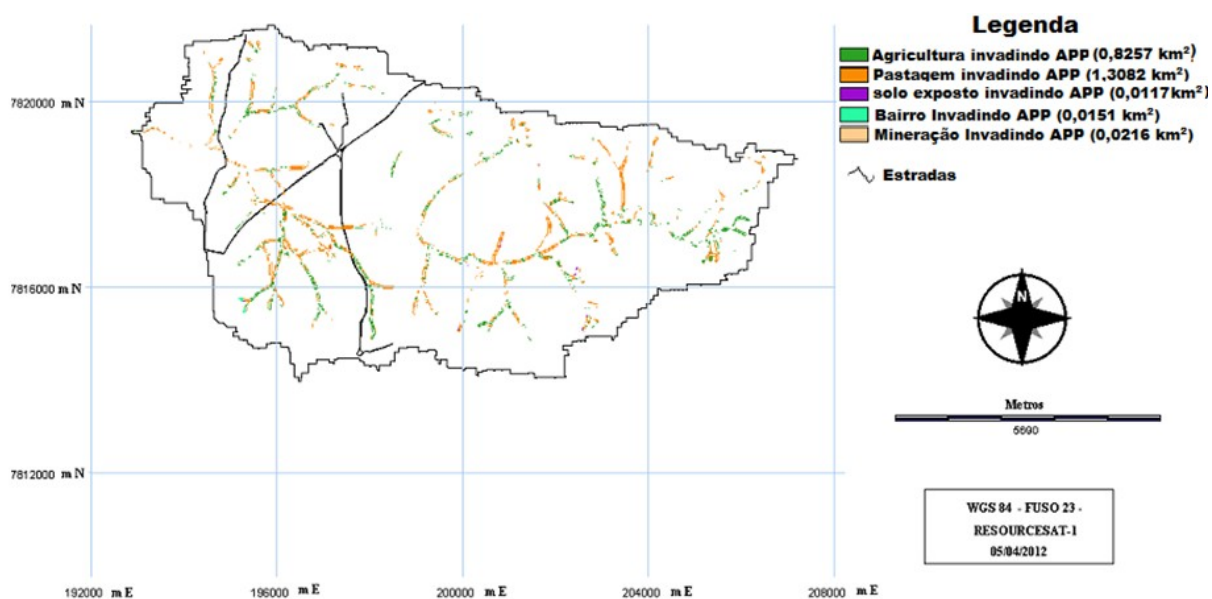 Legenda
Agricultura invadindo APP (0,8257 km²)
Pastagem invadindo APP (1,3082 km²)
solo exposto invadindo APP (0,0117km²)
Bairro Invadindo APP (0,0151 km²)
Mineração Invadindo APP (0,0216 km²)
Estradas
7820000 m N
7816000 m N
7812000 m N
192000 m E
196000 m E
200000 m E
204000 m E
208000 m E
N
Metros
5690
WGS 84 - FUSO 23 -
RESOURCESAT-1
05/04/2012